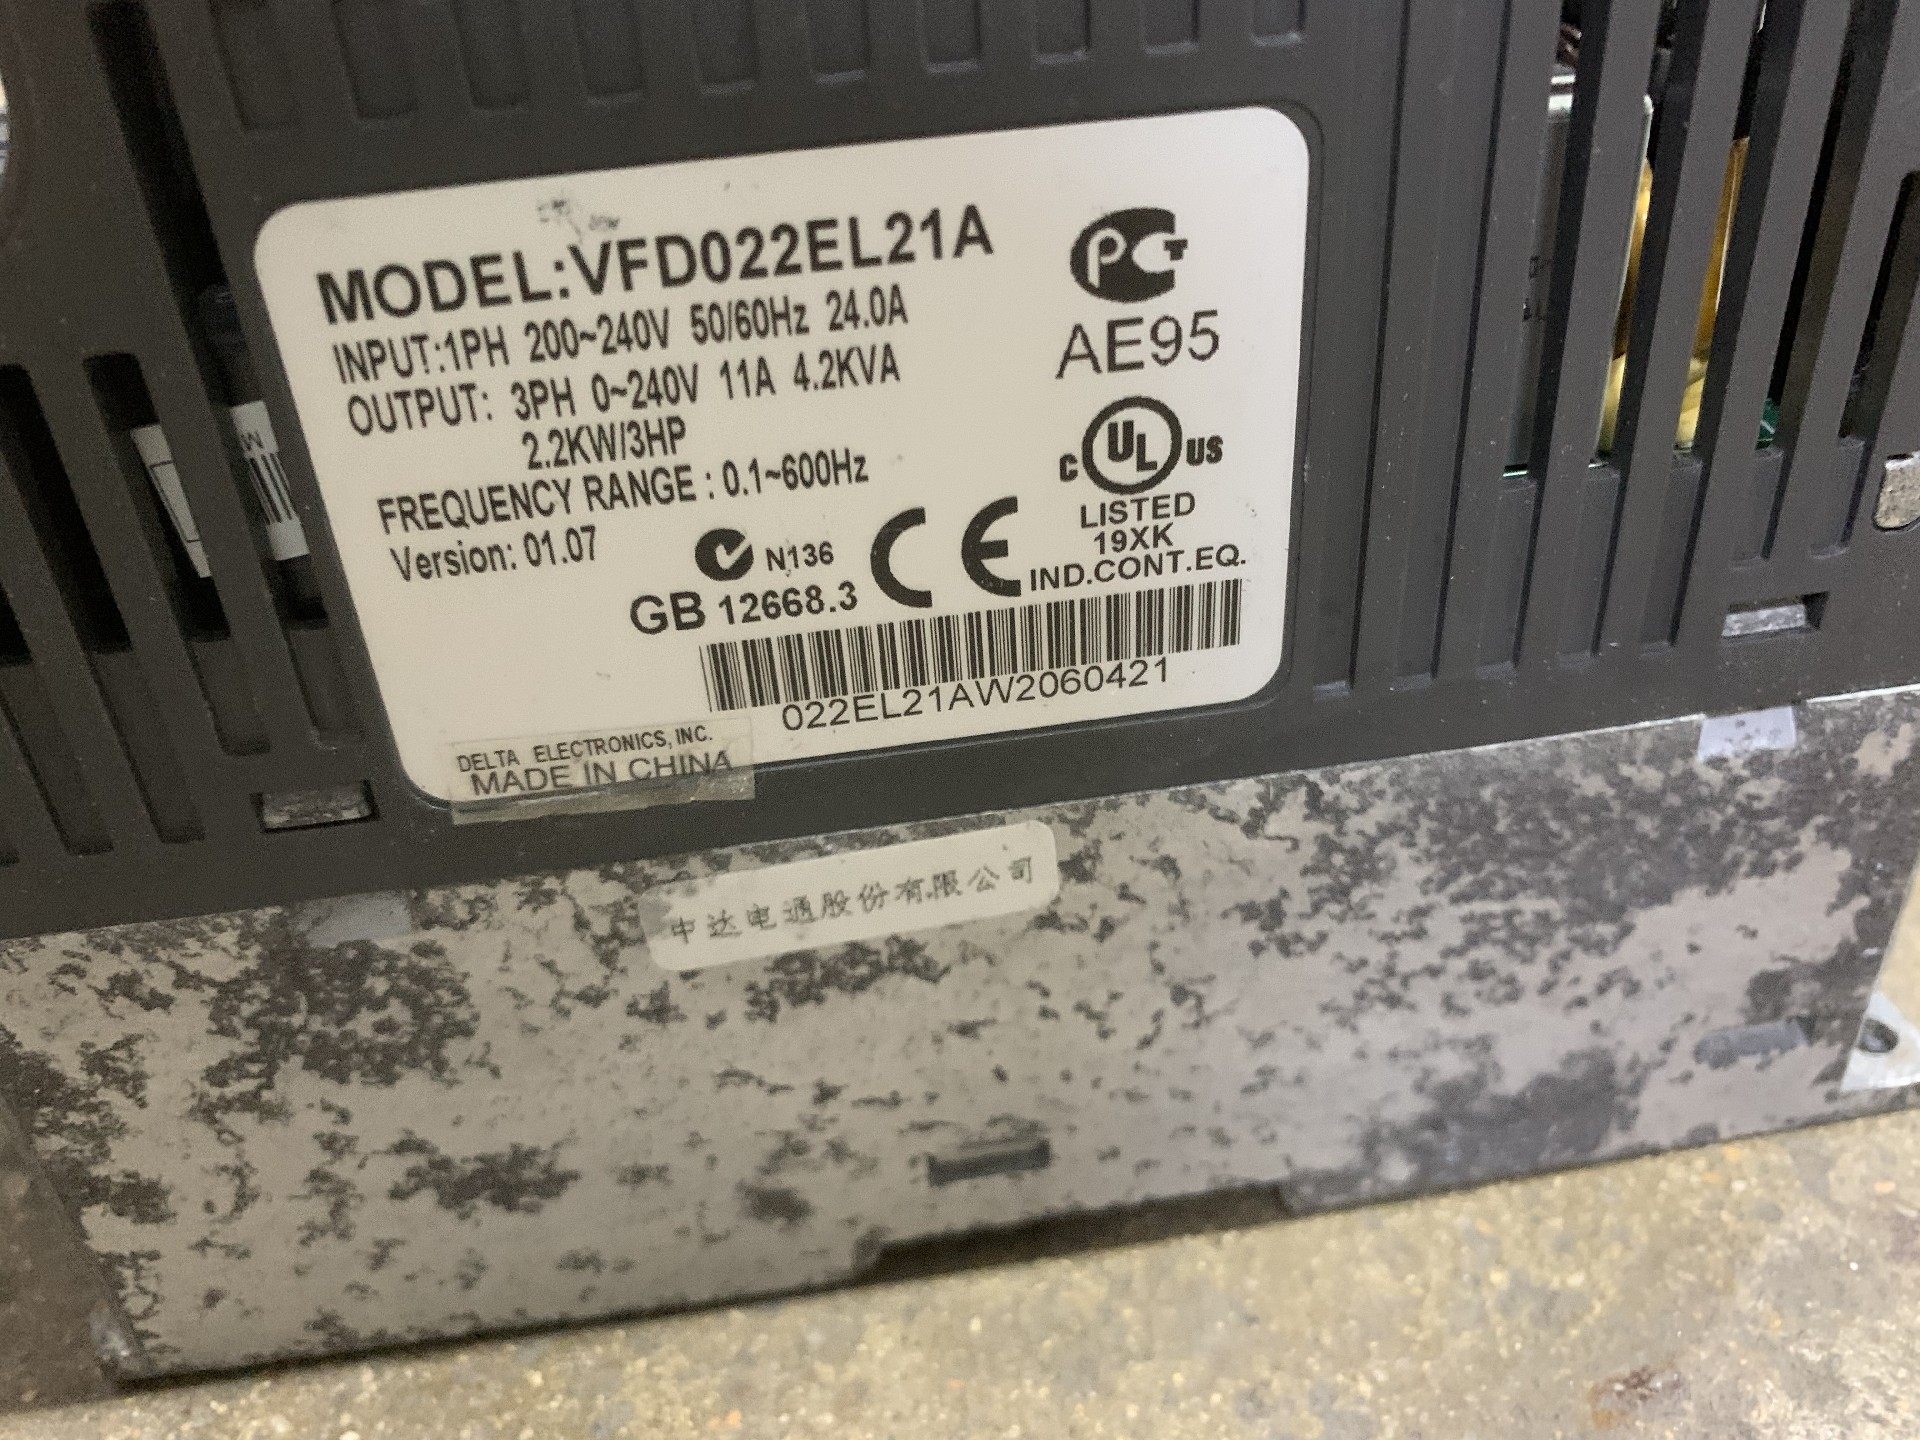 MODEL:VFD022EL21A
INPUT:1PH 200~240V 50/60Hz 24.0A
OUTPUT: 3PH 0~240V 11A 4.2KVA
2.2KW/3HP
FREQUENCY RANGE : 0.1~600Hz
Version: 01.07
N136
GB 12668.3
CE
PCT
AE95
C UL US
LISTED
19XK
IND.CONT.EQ.
022EL21AW2060421
DELTA ELECTRONICS, INC.
MADE IN CHINA
中达电通股份有限公司